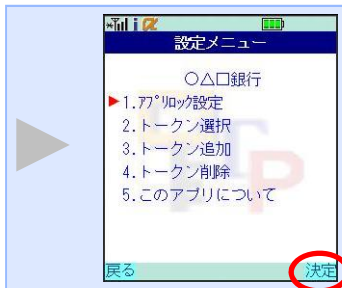 設定メニュー
○△□銀行
1.ｱﾌﾟﾘﾛｯｸ設定
2.トークン選択
3.トークン追加
4.トークン削除
5.このアプリについて
戻る 決定